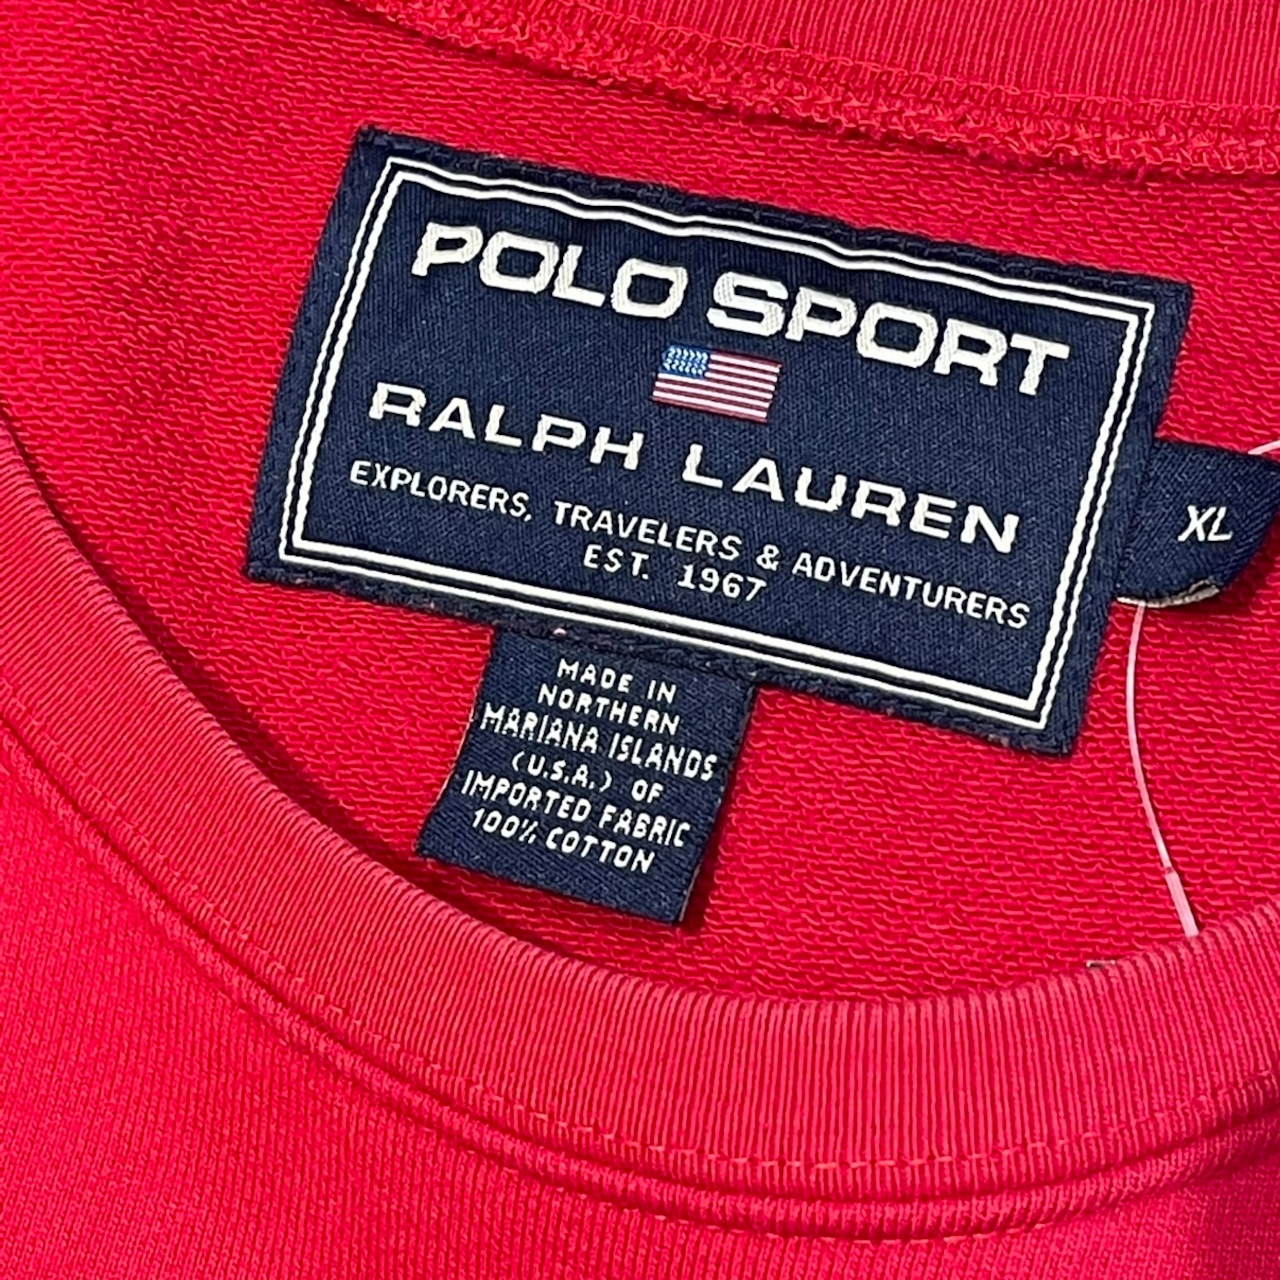 POLO SPORT
RALPH LAUREN
EXPLORERS, TRAVELERS & ADVENTURERS
EST. 1967
XL
MADE IN
NORTHERN
MARIANA ISLANDS
(U.S.A.) OF
IMPORTED FABRIC
100% COTTON